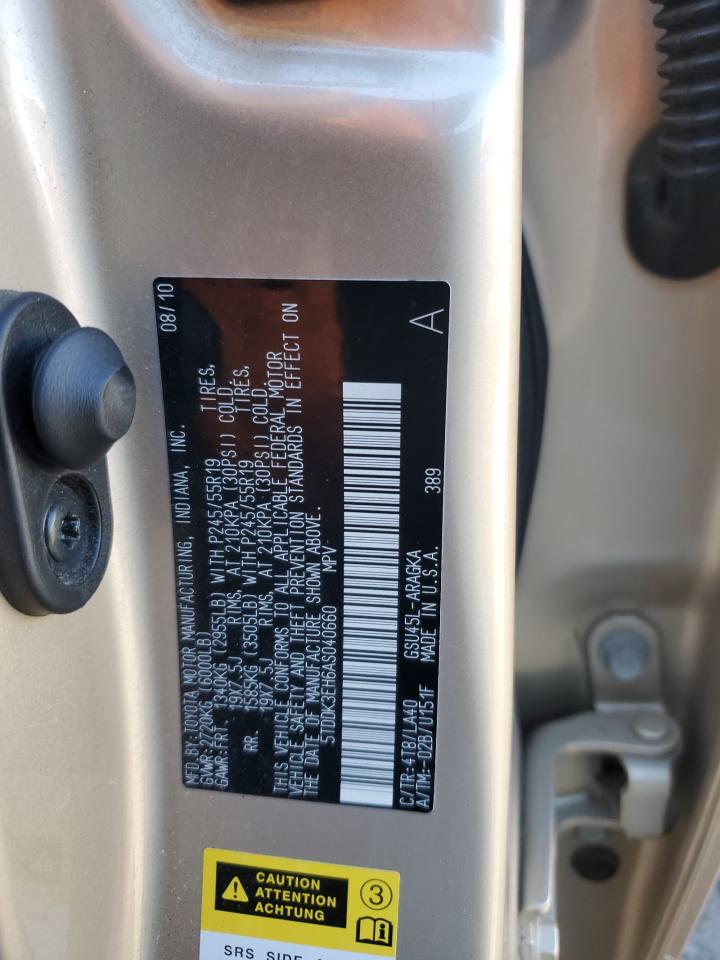 MFD. BY: TOYOTA MOTOR MANUFACTURING, INDIANA, INC. 08/10
GVWR: 2720KG (6000LB)
GAWR: FRT. 1340KG (2955LB) WITH P245/55R19 TIRES,
19X7.5J RIMS, AT 210KPA (30PSI) COLD.
RR. 1585KG (3505LB) WITH P245/55R19 TIRES,
19X7.5J RIMS, AT 210KPA (30PSI) COLD.
THIS VEHICLE CONFORMS TO ALL APPLICABLE FEDERAL MOTOR
VEHICLE SAFETY AND THEFT PREVENTION STANDARDS IN EFFECT ON
THE DATE OF MANUFACTURE SHOWN ABOVE.
5TDDK3EH6AS040660 MPV
C/TR: 4T8/LA40 GSU45L-ARAGKA A
A/TM:-02B/U151F MADE IN U.S.A. 389
CAUTION
ATTENTION
ACHTUNG
3
SRS SIDE